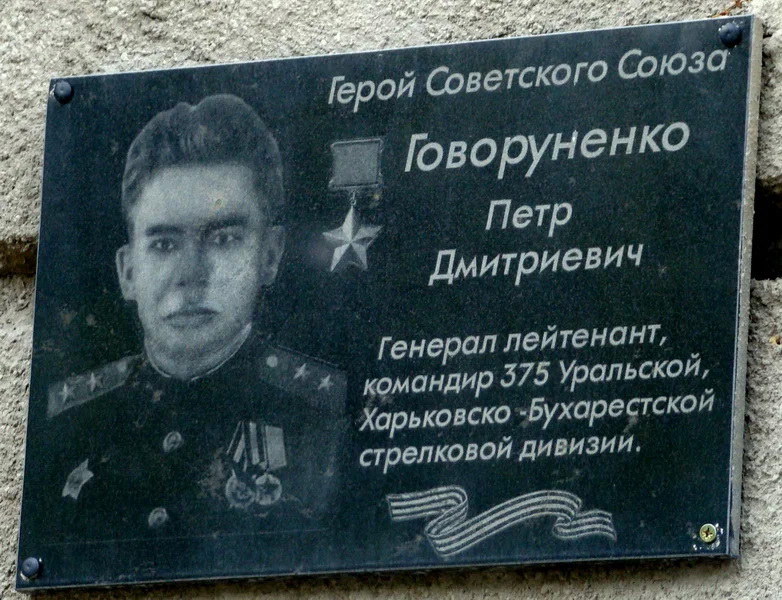 Герой Советского Союза
Говоруненко
Петр
Дмитриевич
Генерал лейтенант,
командир 375 Уральской,
Харьковско-Бухарестской
стрелковой дивизии.